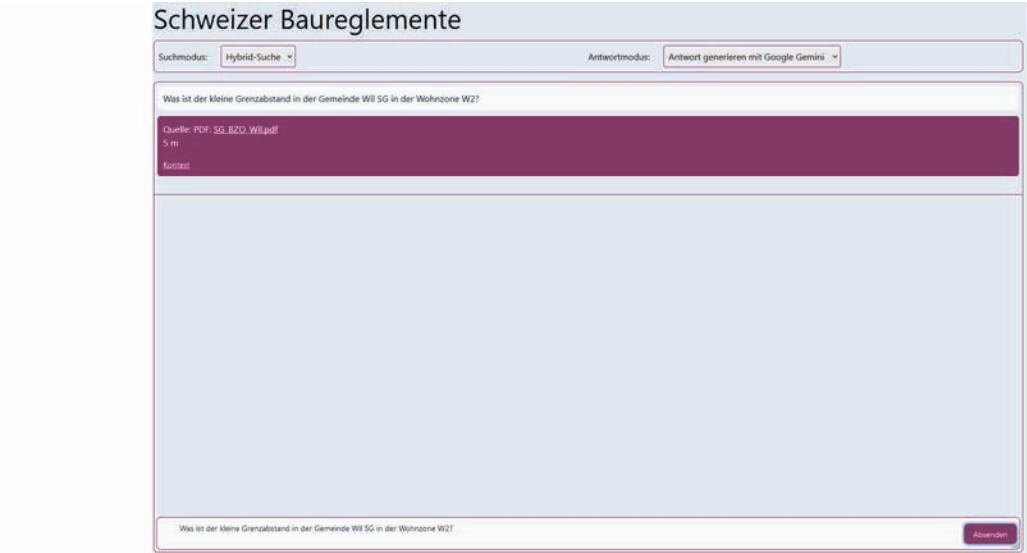 Schweizer Baureglemente
Suchmodus: Hybrid-Suche Antwortmodus: Antwort generieren mit Google Gemini
Was ist der kleine Grenzabstand in der Gemeinde Wil SG in der Wohnzone W2?
Quelle: PDF: SG_BZO_Wil.pdf
5 m
Kontext
Was ist der kleine Grenzabstand in der Gemeinde Wil SG in der Wohnzone W2?
Absenden